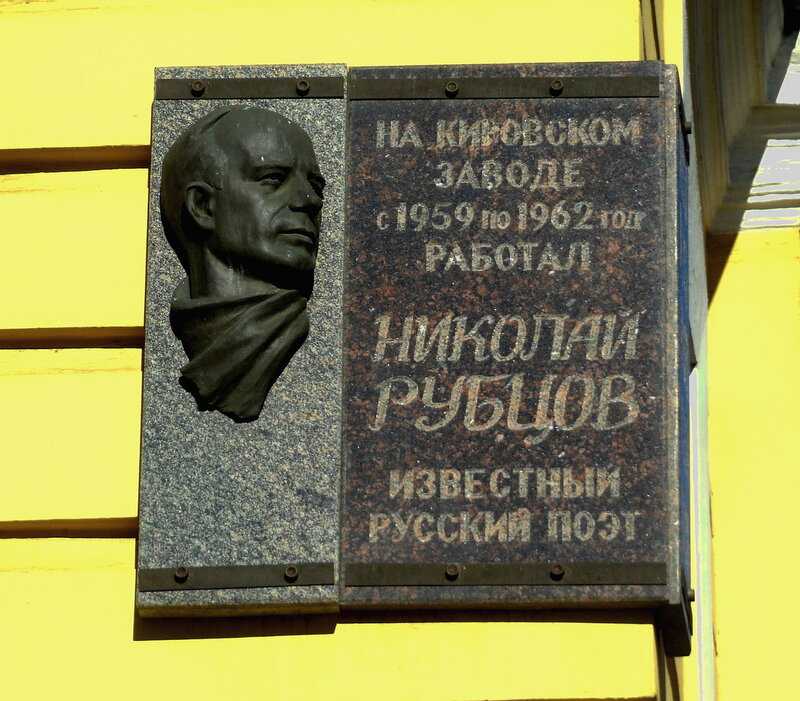 НА КИРОВСКОМ
ЗАВОДЕ
с 1959 по 1962 год
РАБОТАЛ
НИКОЛАЙ
РУБЦОВ
ИЗВЕСТНЫЙ
РУССКИЙ ПОЭТ